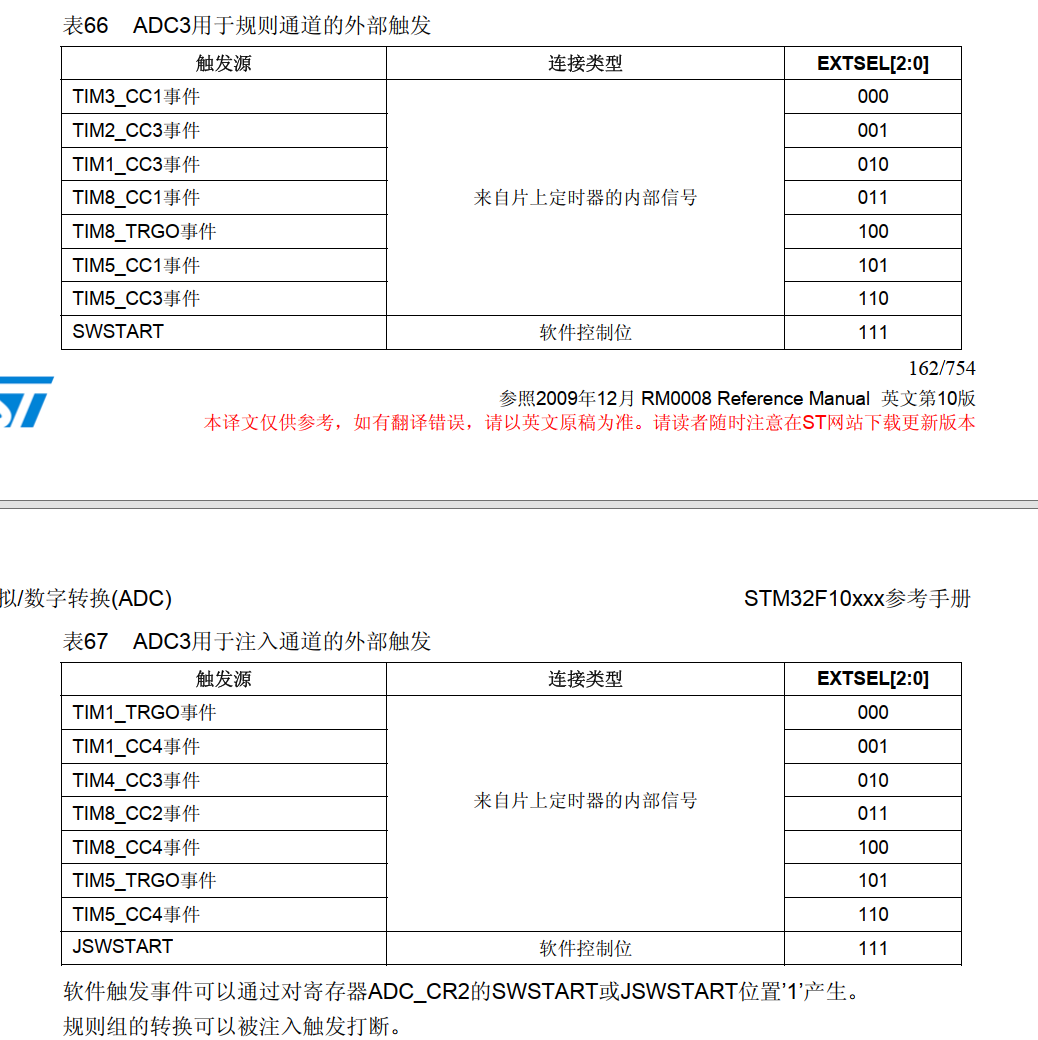 表66 ADC3用于规则通道的外部触发
触发源 连接类型 EXTSEL[2:0]
TIM3_CC1事件 000
TIM2_CC3事件 001
TIM1_CC3事件 010
TIM8_CC1事件 来自片上定时器的内部信号 011
TIM8_TRGO事件 100
TIM5_CC1事件 101
TIM5_CC3事件 110
SWSTART 软件控制位 111
162/754
参照2009年12月 RM0008 Reference Manual 英文第10版
本译文仅供参考，如有翻译错误，请以英文原稿为准。请读者随时注意在ST网站下载更新版本
拟/数字转换(ADC) STM32F10xxx参考手册
表67 ADC3用于注入通道的外部触发
触发源 连接类型 EXTSEL[2:0]
TIM1_TRGO事件 000
TIM1_CC4事件 001
TIM4_CC3事件 010
TIM8_CC2事件 来自片上定时器的内部信号 011
TIM8_CC4事件 100
TIM5_TRGO事件 101
TIM5_CC4事件 110
JSWSTART 软件控制位 111
软件触发事件可以通过对寄存器ADC_CR2的SWSTART或JSWSTART位置'1'产生。
规则组的转换可以被注入触发打断。